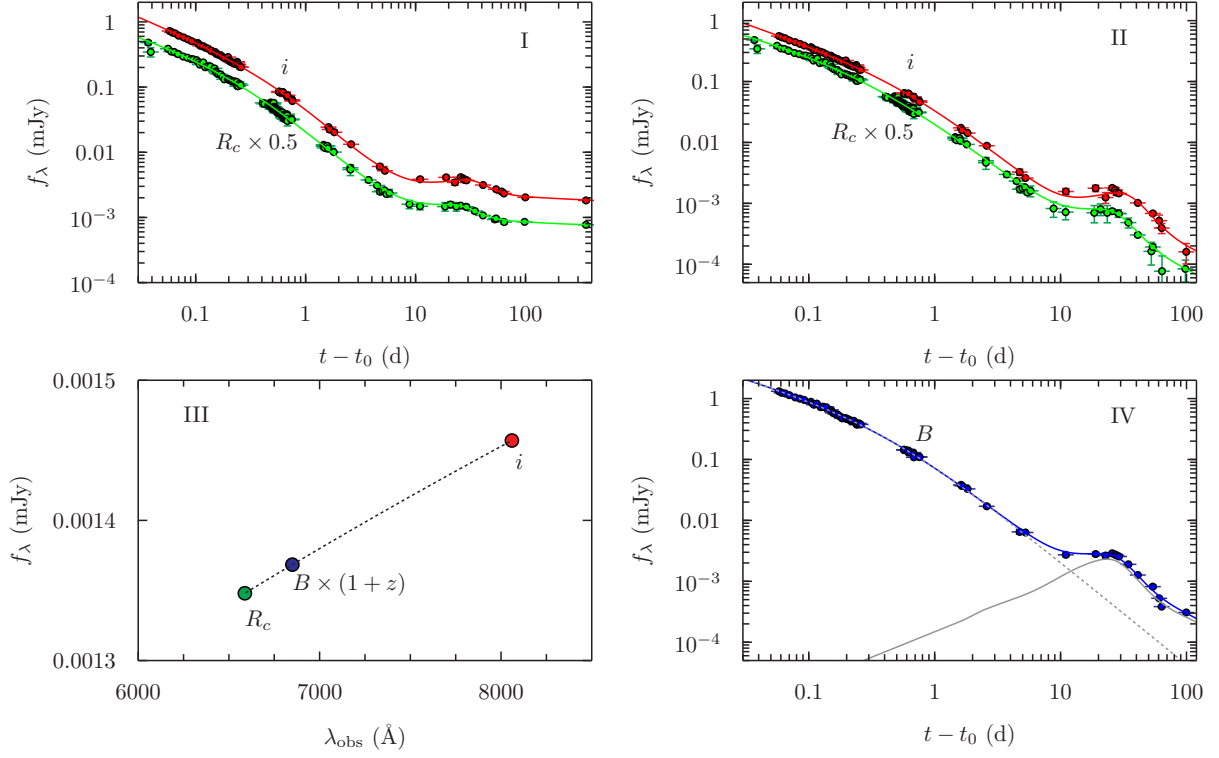 1
0.1
0.01
10⁻³
10⁻⁴
f_λ (mJy)
I
i
R_c × 0.5
0.1 1 10 100
t − t₀ (d)
1
0.1
0.01
10⁻³
10⁻⁴
f_λ (mJy)
II
i
R_c × 0.5
0.1 1 10 100
t − t₀ (d)
0.0015
0.0014
0.0013
f_λ (mJy)
III
i
B × (1 + z)
R_c
6000 7000 8000
λ_obs (Å)
1
0.1
0.01
10⁻³
10⁻⁴
f_λ (mJy)
IV
B
0.1 1 10 100
t − t₀ (d)